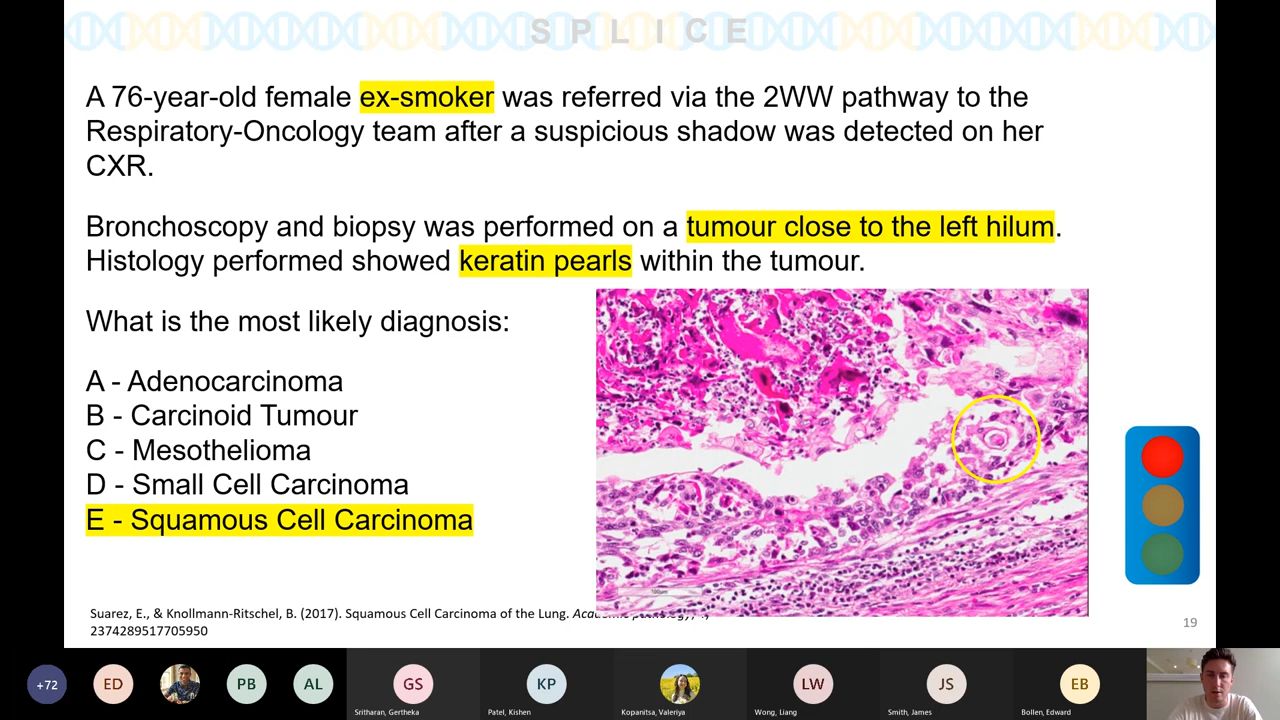 SPLICE
A 76-year-old female ex-smoker was referred via the 2WW pathway to the
Respiratory-Oncology team after a suspicious shadow was detected on her
CXR.
Bronchoscopy and biopsy was performed on a tumour close to the left hilum.
Histology performed showed keratin pearls within the tumour.
What is the most likely diagnosis:
A - Adenocarcinoma
B - Carcinoid Tumour
C - Mesothelioma
D - Small Cell Carcinoma
E - Squamous Cell Carcinoma
100µm
Suarez, E., & Knollmann-Ritschel, B. (2017). Squamous Cell Carcinoma of the Lung.
2374289517705950
19
+72
ED
PB
AL
GS
KP
LW
JS
EB
Sritharan, Gertheka
Patel, Kishen
Kopanitsa, Valeriya
Wong, Liang
Smith, James
Bollen, Edward